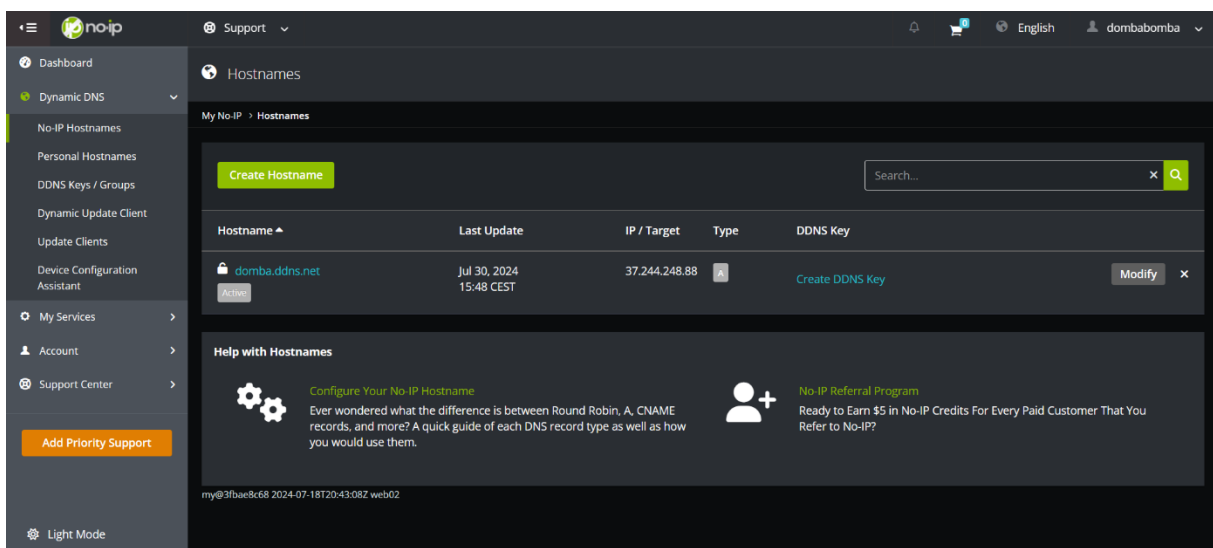 no-ip
Support
0
English
dombabomba
Dashboard
Dynamic DNS
No-IP Hostnames
Personal Hostnames
DDNS Keys / Groups
Dynamic Update Client
Update Clients
Device Configuration
Assistant
My Services
Account
Support Center
Add Priority Support
Light Mode
Hostnames
My No-IP > Hostnames
Create Hostname
Search...
Hostname Last Update IP / Target Type DDNS Key
domba.ddns.net Jul 30, 2024 37.244.248.88 A Create DDNS Key Modify
Active 15:48 CEST
Help with Hostnames
Configure Your No-IP Hostname
Ever wondered what the difference is between Round Robin, A, CNAME
records, and more? A quick guide of each DNS record type as well as how
you would use them.
No-IP Referral Program
Ready to Earn $5 in No-IP Credits For Every Paid Customer That You
Refer to No-IP?
my@3fbae8c68 2024-07-18T20:43:08Z web02